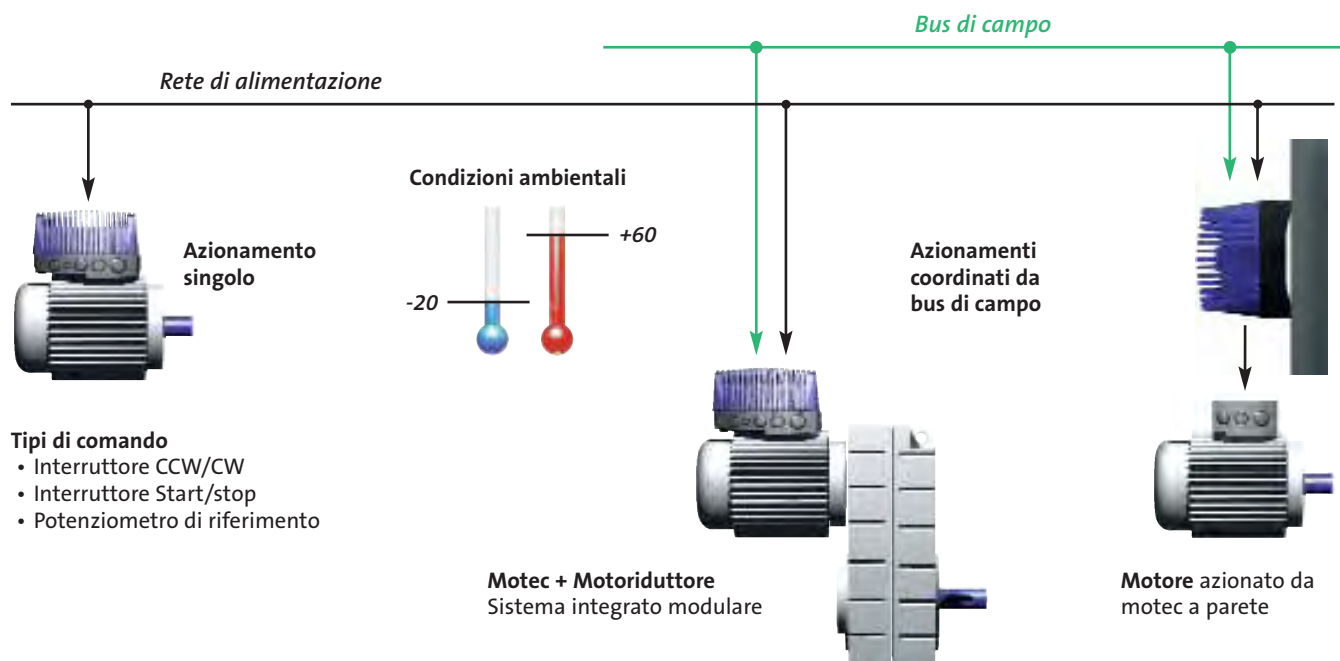 Bus di campo
Rete di alimentazione
Condizioni ambientali
+60
-20
Azionamento
singolo
Azionamenti
coordinati da
bus di campo
Tipi di comando
• Interruttore CCW/CW
• Interruttore Start/stop
• Potenziometro di riferimento
Motec + Motoriduttore
Sistema integrato modulare
Motore azionato da
motec a parete